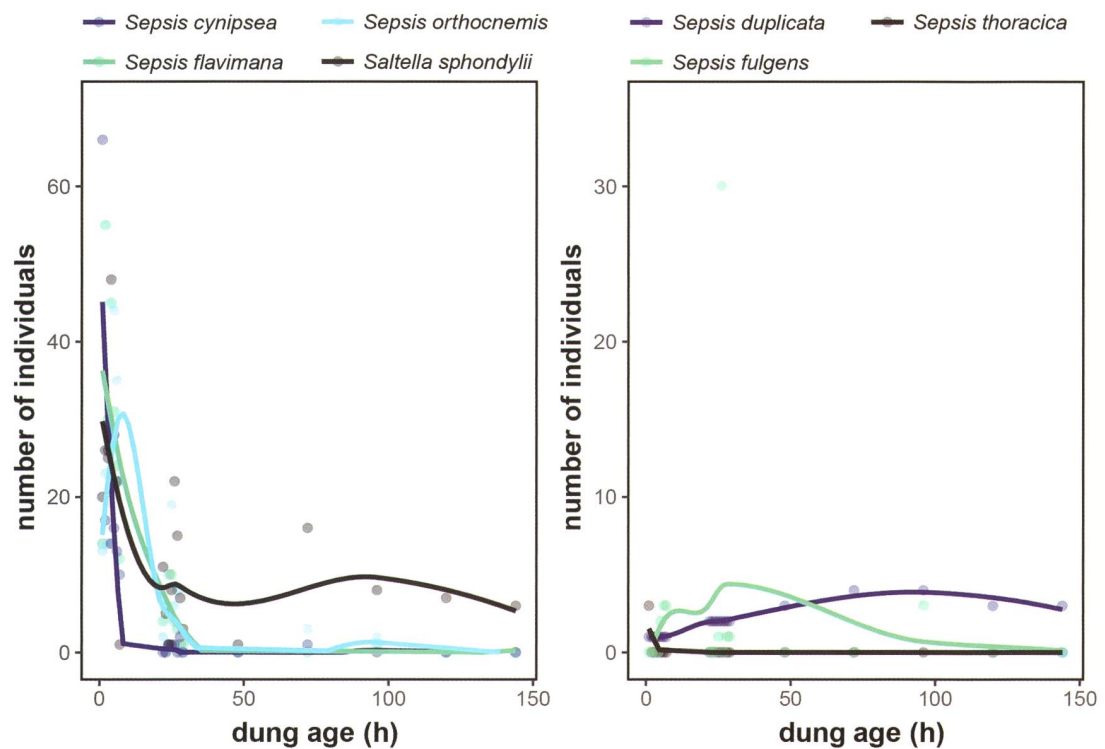 Sepsis cynipsea Sepsis orthocnemis
Sepsis flavimana Saltella sphondylii
number of individuals
60
40
20
0
0 50 100 150
dung age (h)
Sepsis duplicata Sepsis thoracica
Sepsis fulgens
number of individuals
30
20
10
0
0 50 100 150
dung age (h)